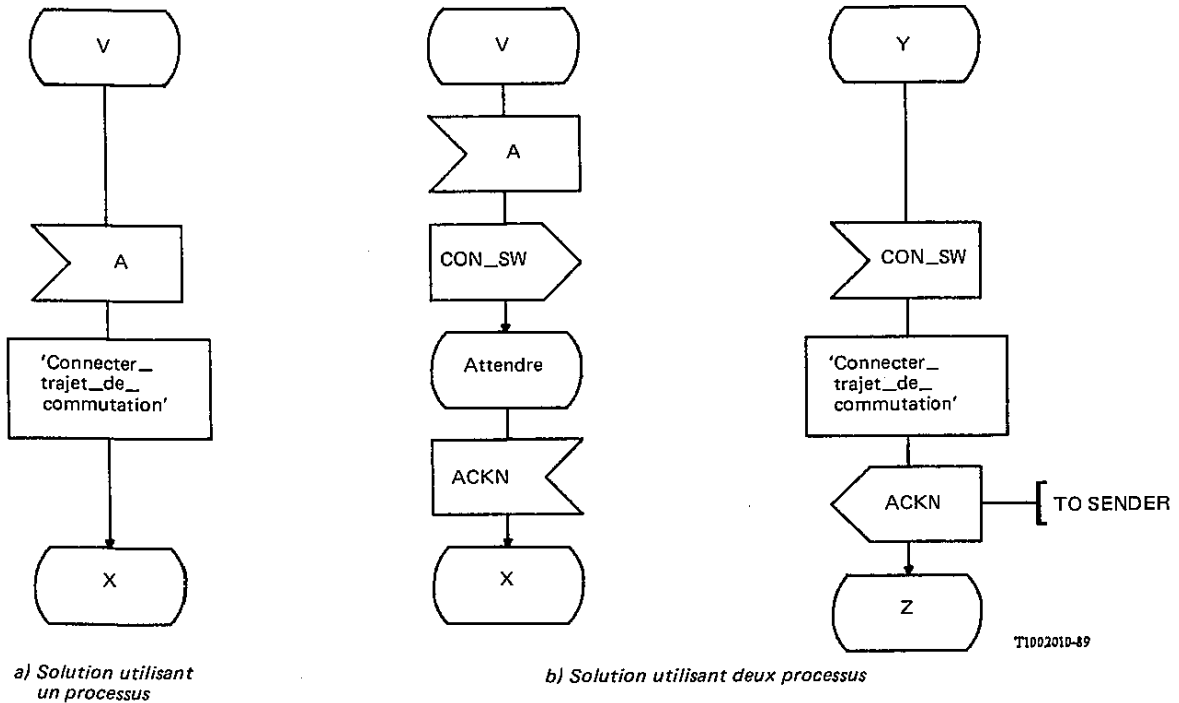 V
A
'Connecter_
trajet_de_
commutation'
X
a) Solution utilisant
un processus
V
A
CON_SW
Attendre
ACKN
X
Y
CON_SW
'Connecter_
trajet_de_
commutation'
ACKN
TO SENDER
Z
T1002010-89
b) Solution utilisant deux processus